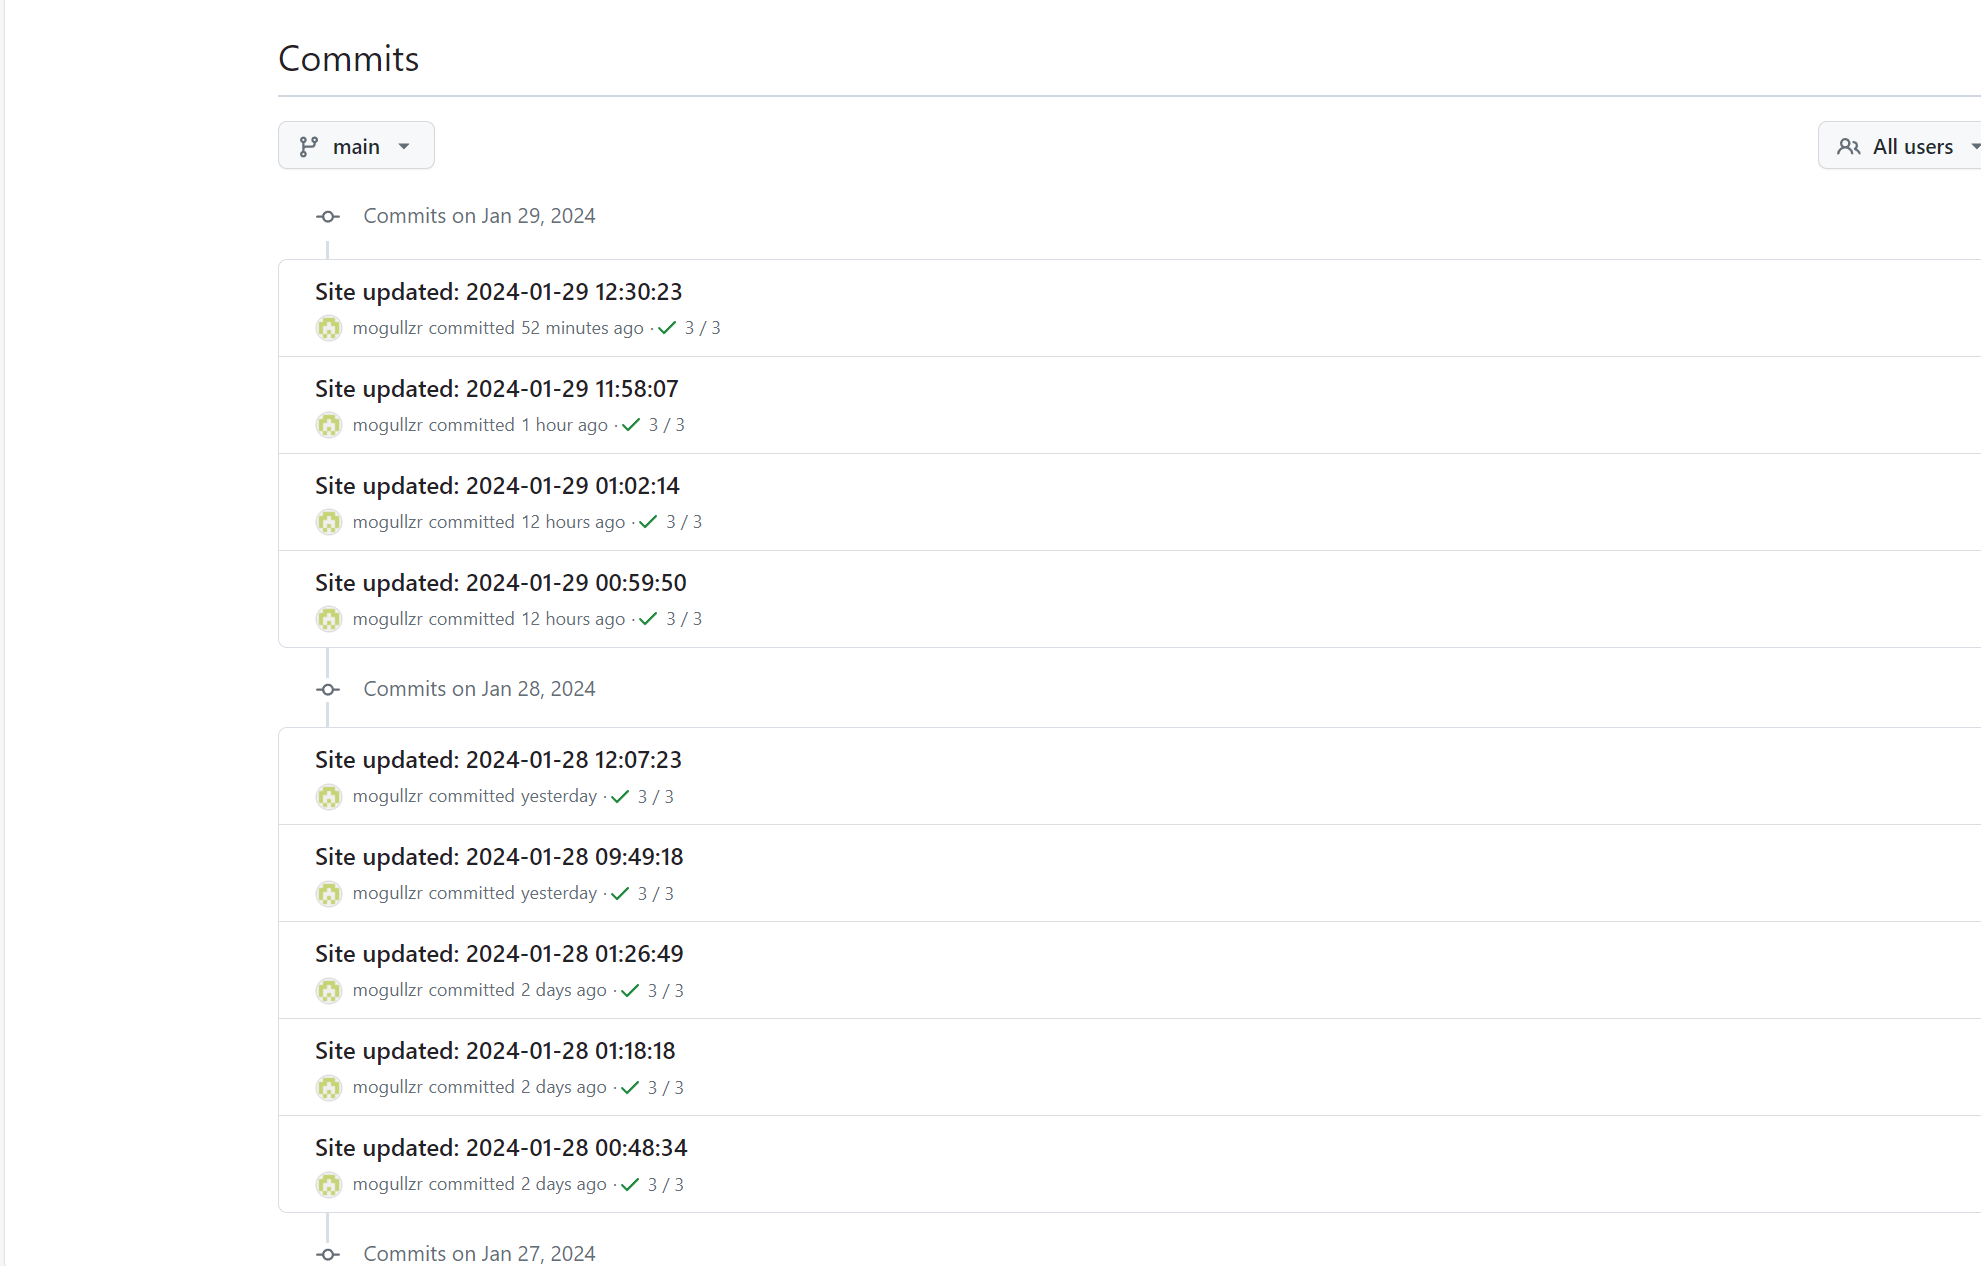 Commits
main
All users
Commits on Jan 29, 2024
Site updated: 2024-01-29 12:30:23
mogullzr committed 52 minutes ago · 3 / 3
Site updated: 2024-01-29 11:58:07
mogullzr committed 1 hour ago · 3 / 3
Site updated: 2024-01-29 01:02:14
mogullzr committed 12 hours ago · 3 / 3
Site updated: 2024-01-29 00:59:50
mogullzr committed 12 hours ago · 3 / 3
Commits on Jan 28, 2024
Site updated: 2024-01-28 12:07:23
mogullzr committed yesterday · 3 / 3
Site updated: 2024-01-28 09:49:18
mogullzr committed yesterday · 3 / 3
Site updated: 2024-01-28 01:26:49
mogullzr committed 2 days ago · 3 / 3
Site updated: 2024-01-28 01:18:18
mogullzr committed 2 days ago · 3 / 3
Site updated: 2024-01-28 00:48:34
mogullzr committed 2 days ago · 3 / 3
Commits on Jan 27, 2024